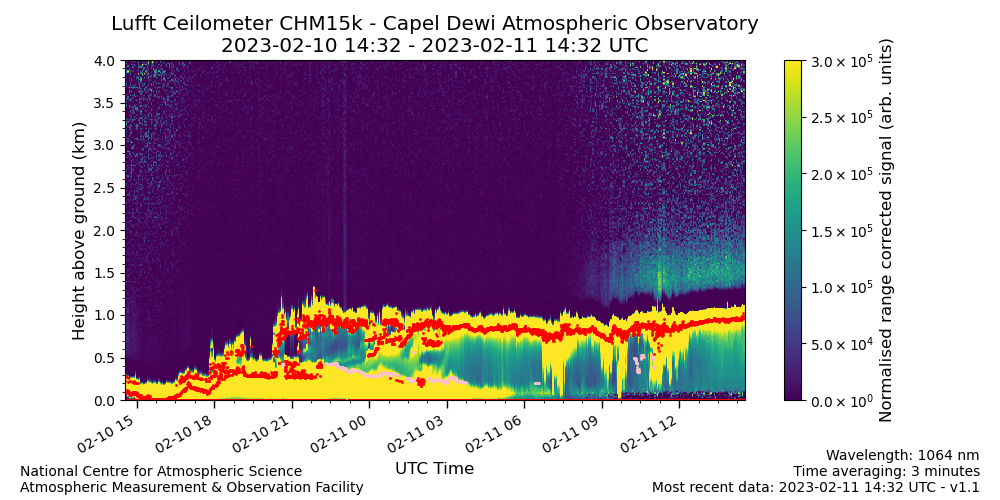 Lufft Ceilometer CHM15k - Capel Dewi Atmospheric Observatory
2023-02-10 14:32 - 2023-02-11 14:32 UTC
Height above ground (km)
4.0
3.5
3.0
2.5
2.0
1.5
1.0
0.5
0.0
02-10 15
02-10 18
02-10 21
02-11 00
02-11 03
02-11 06
02-11 09
02-11 12
UTC Time
3.0 × 10⁵
2.5 × 10⁵
2.0 × 10⁵
1.5 × 10⁵
1.0 × 10⁵
5.0 × 10⁴
0.0 × 10⁰
Normalised range corrected signal (arb. units)
National Centre for Atmospheric Science
Atmospheric Measurement & Observation Facility
Wavelength: 1064 nm
Time averaging: 3 minutes
Most recent data: 2023-02-11 14:32 UTC - v1.1